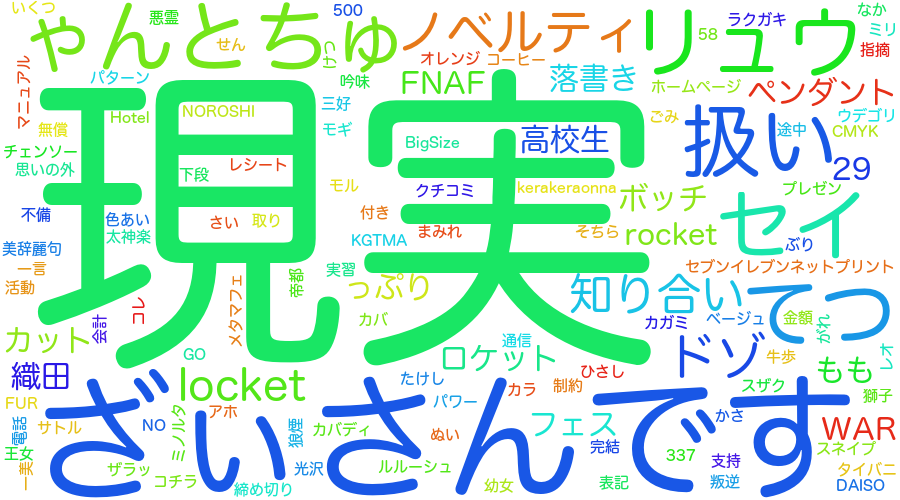 いくつ
悪霊
500
ラクガキ
なか
ゃんとちゅ
せん
けつ
ノベルティ
リュウ
58
ミリ
指摘
オレンジ
コーヒー
マニュアル
パターン
吟味
FNAF
落書き
ホームページ
ペンダント
無償
Hotel
NOROSHI
三好
モギ
BigSize
高校生
ごみ
扱い
途中
ウデゴリ
CMYK
チェンソー
思いの外
下段
レシート
現実
モル
クチコミ
kerakeraonna
ボッチ
29
プレゼン
不備
色あい
太神楽
さい
取り
付き
まみれ
そちら
rocket
セイ
ぶり
美辞麗句
一言
活動
KGTMA
実習
っぷり
知り合い
セブンイレブンネットプリント
てつ
コレ
会計
メタマフェ
帝都
カバ
通信
カガミ
ベージュ
金額
がれ
カット
GO
ロケット
ひさし
ドゾ
牛歩
レオ
織田
locket
たけし
カラ
制約
スザク
もも
獅子
FUR
サトル
NO
ミノルタ
アホ
狼煙
カバディ
パワー
ぬい
フェス
かさ
WAR
電話
王女
ざいさんです
完結
スネイプ
一美
ザラッ
コチラ
締め切り
光沢
ルルーシュ
幼女
表記
337
支持
叛逆
タイバニ
DAISO